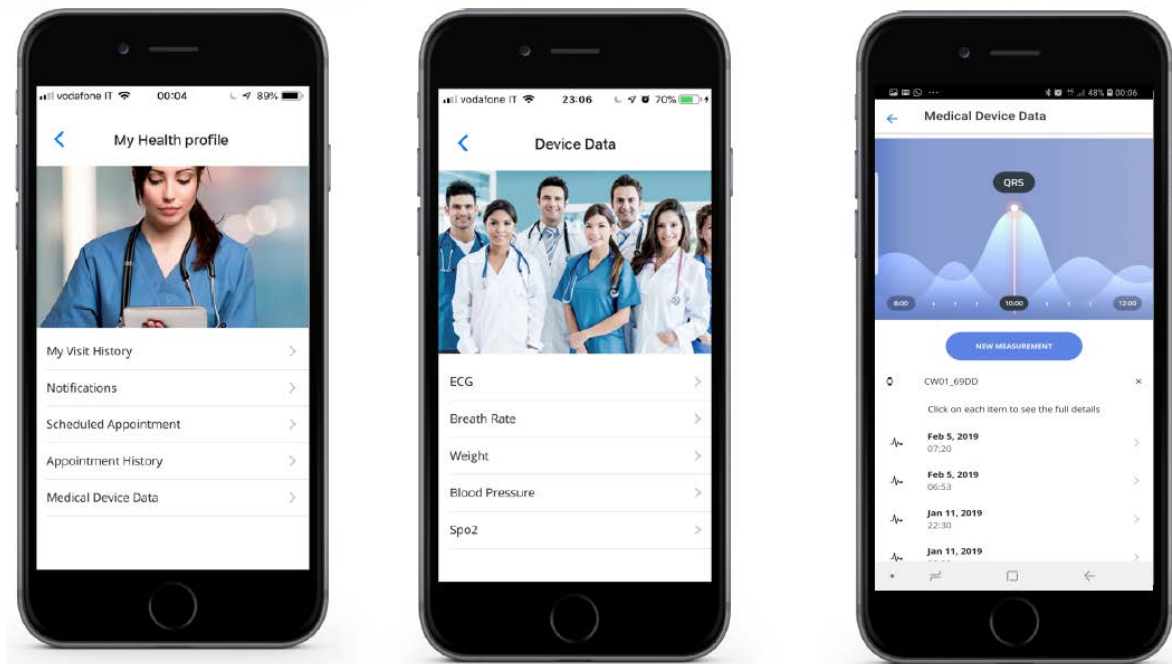 vodafone IT 00:04 89%
My Health profile
My Visit History
Notifications
Scheduled Appointment
Appointment History
Medical Device Data
vodafone IT 23:06 70%
Device Data
ECG
Breath Rate
Weight
Blood Pressure
Spo2
48% 00:06
Medical Device Data
QRS
8:00 10:00 12:00
NEW MEASUREMENT
CW01_69DD ×
Click on each item to see the full details
Feb 5, 2019
07:20
Feb 5, 2019
06:53
Jan 11, 2019
22:30
Jan 11, 2019